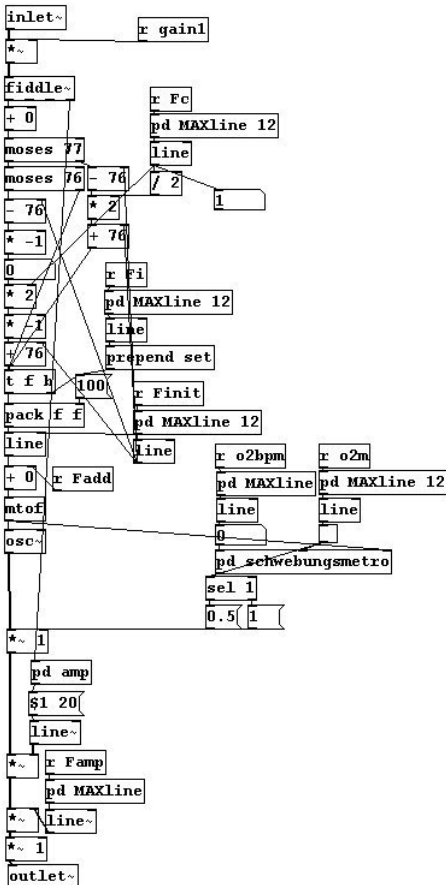 inlet~
r gain1
*~
fiddle~
r Fc
+ 0
pd MAXline 12
moses 77
line
moses 76
- 76
/ 2
1
- 76
* 2
* -1
+ 76
0
r Fi
* 2
pd MAXline 12
* -1
line
+ 76
prepend set
t f b
100
r Finit
pack f f
pd MAXline 12
line
line
r o2bpm
r o2m
+ 0
r Fadd
pd MAXline
pd MAXline 12
mtof
line
line
osc~
0
pd schwebungsmetro
sel 1
0.5
1
*~ 1
pd amp
$1 20
line~
*~
r Famp
pd MAXline
*~
line~
*~ 1
outlet~